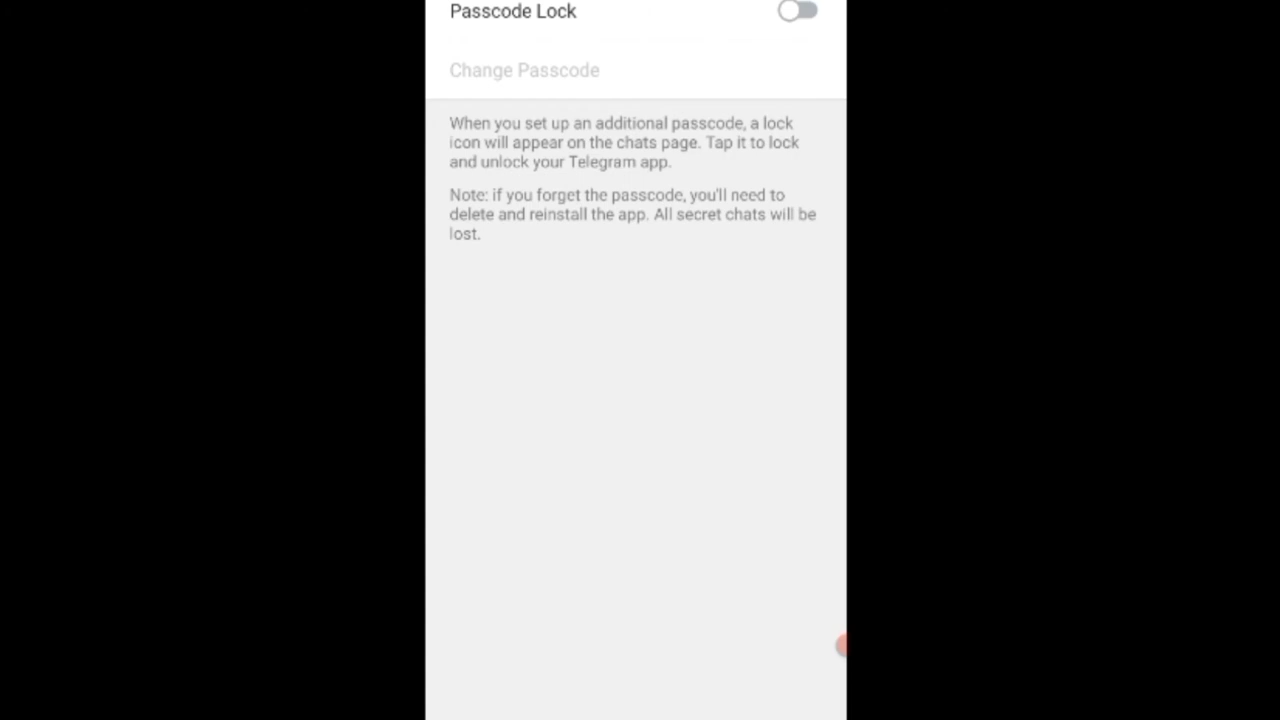 Passcode Lock
Change Passcode
When you set up an additional passcode, a lock
icon will appear on the chats page. Tap it to lock
and unlock your Telegram app.
Note: if you forget the passcode, you'll need to
delete and reinstall the app. All secret chats will be
lost.